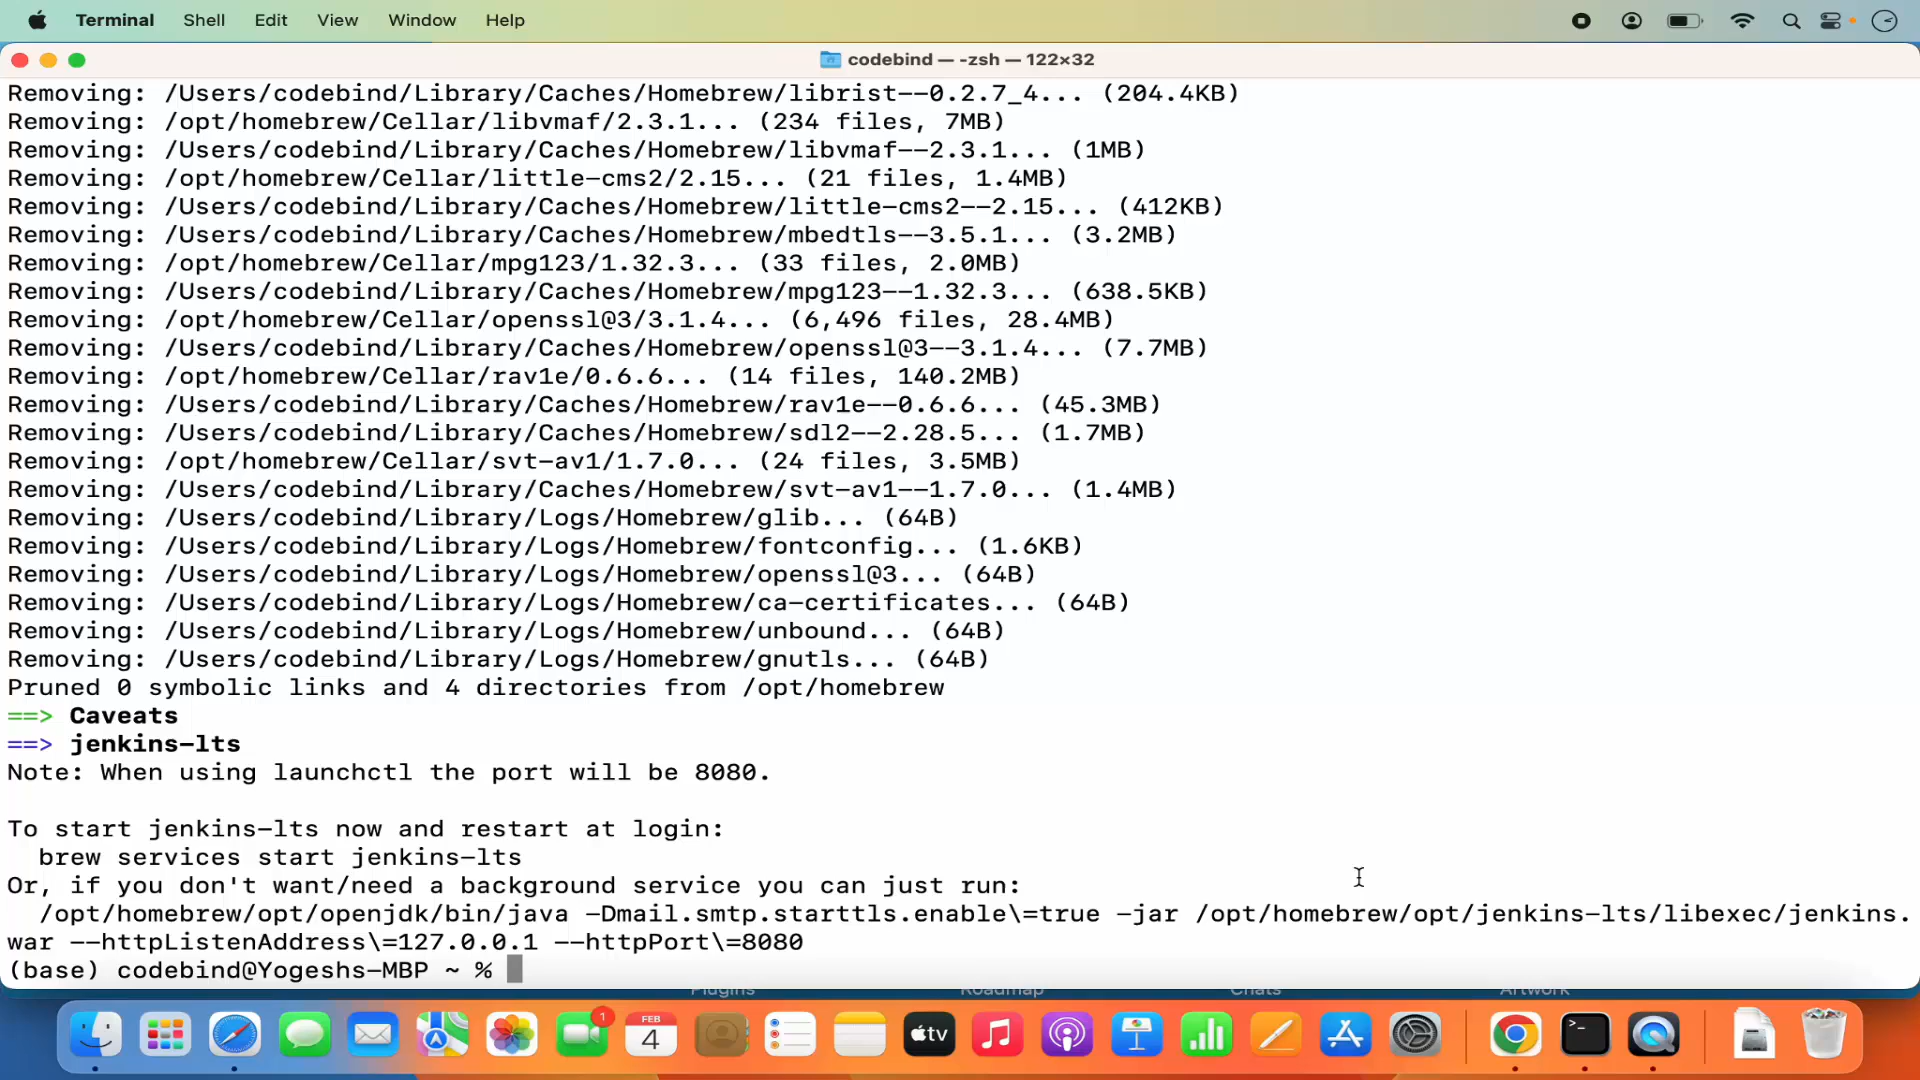 Terminal Shell Edit View Window Help
codebind — -zsh — 122×32
Removing: /Users/codebind/Library/Caches/Homebrew/librist--0.2.7_4... (204.4KB)
Removing: /opt/homebrew/Cellar/libvmaf/2.3.1... (234 files, 7MB)
Removing: /Users/codebind/Library/Caches/Homebrew/libvmaf--2.3.1... (1MB)
Removing: /opt/homebrew/Cellar/little-cms2/2.15... (21 files, 1.4MB)
Removing: /Users/codebind/Library/Caches/Homebrew/little-cms2--2.15... (412KB)
Removing: /Users/codebind/Library/Caches/Homebrew/mbedtls--3.5.1... (3.2MB)
Removing: /opt/homebrew/Cellar/mpg123/1.32.3... (33 files, 2.0MB)
Removing: /Users/codebind/Library/Caches/Homebrew/mpg123--1.32.3... (638.5KB)
Removing: /opt/homebrew/Cellar/openssl@3/3.1.4... (6,496 files, 28.4MB)
Removing: /Users/codebind/Library/Caches/Homebrew/openssl@3--3.1.4... (7.7MB)
Removing: /opt/homebrew/Cellar/rav1e/0.6.6... (14 files, 140.2MB)
Removing: /Users/codebind/Library/Caches/Homebrew/rav1e--0.6.6... (45.3MB)
Removing: /Users/codebind/Library/Caches/Homebrew/sdl2--2.28.5... (1.7MB)
Removing: /opt/homebrew/Cellar/svt-av1/1.7.0... (24 files, 3.5MB)
Removing: /Users/codebind/Library/Caches/Homebrew/svt-av1--1.7.0... (1.4MB)
Removing: /Users/codebind/Library/Logs/Homebrew/glib... (64B)
Removing: /Users/codebind/Library/Logs/Homebrew/fontconfig... (1.6KB)
Removing: /Users/codebind/Library/Logs/Homebrew/openssl@3... (64B)
Removing: /Users/codebind/Library/Logs/Homebrew/ca-certificates... (64B)
Removing: /Users/codebind/Library/Logs/Homebrew/unbound... (64B)
Removing: /Users/codebind/Library/Logs/Homebrew/gnutls... (64B)
Pruned 0 symbolic links and 4 directories from /opt/homebrew
==> Caveats
==> jenkins-lts
Note: When using launchctl the port will be 8080.
To start jenkins-lts now and restart at login:
  brew services start jenkins-lts
Or, if you don't want/need a background service you can just run:
  /opt/homebrew/opt/openjdk/bin/java -Dmail.smtp.starttls.enable\=true -jar /opt/homebrew/opt/jenkins-lts/libexec/jenkins.
war --httpListenAddress\=127.0.0.1 --httpPort\=8080
(base) codebind@Yogeshs-MBP ~ %
Plugins Roadmap Chats Artwork
1
FEB
4
tv